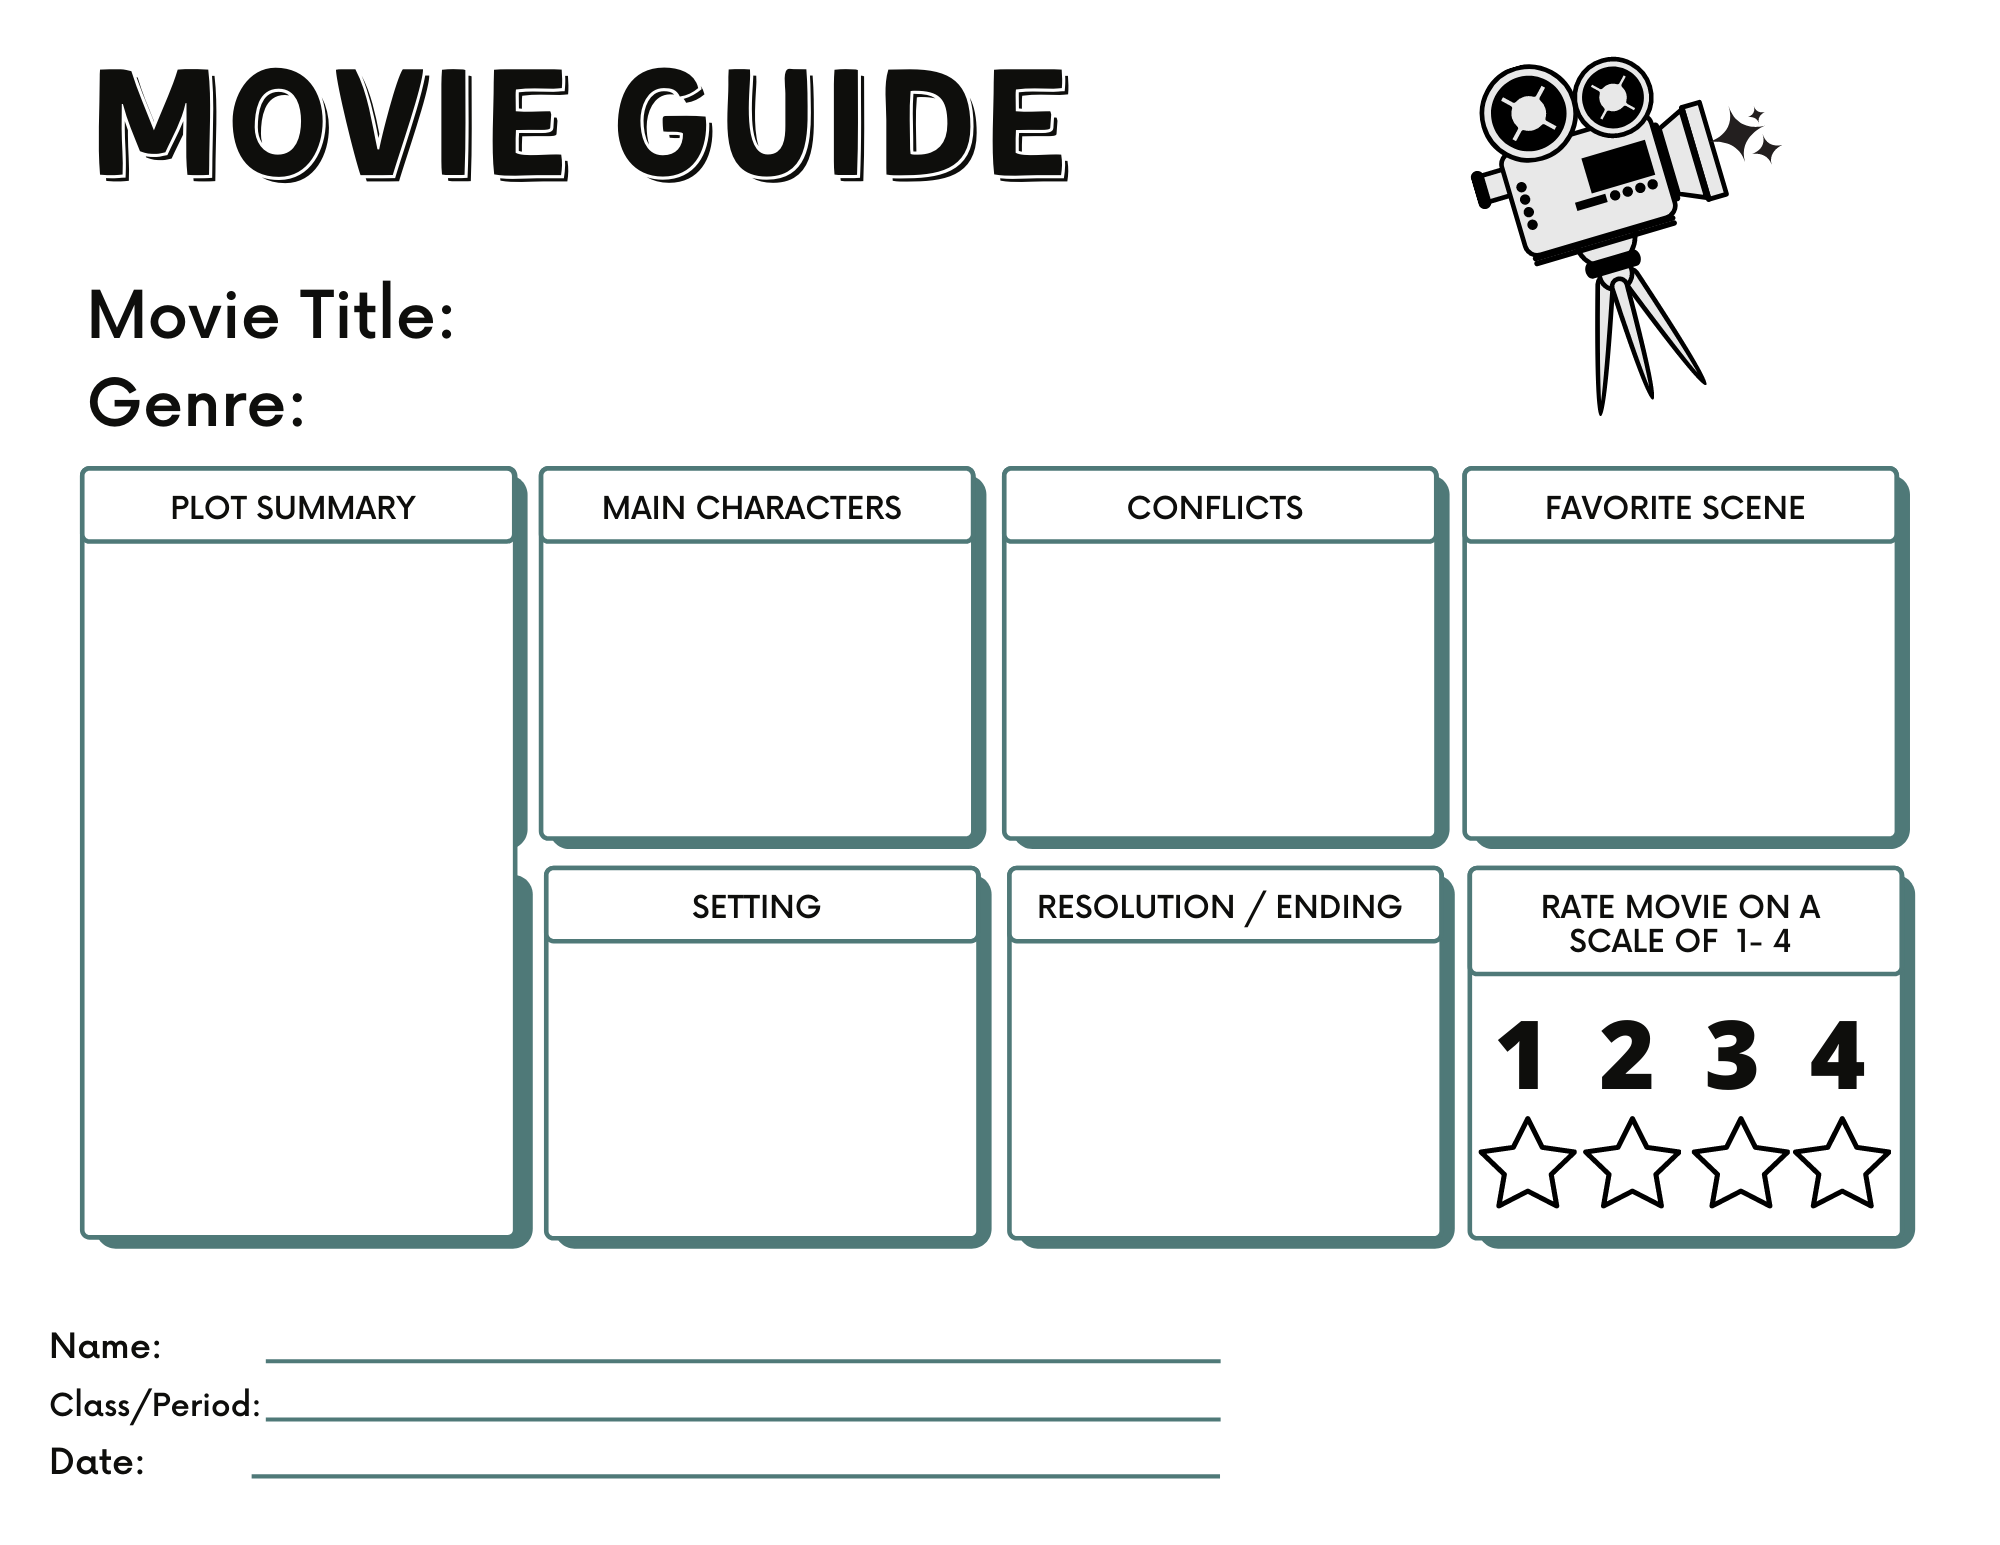 MOVIE GUIDE
Movie Title:
Genre:
PLOT SUMMARY
MAIN CHARACTERS
CONFLICTS
FAVORITE SCENE
SETTING
RESOLUTION / ENDING
RATE MOVIE ON A
SCALE OF 1- 4
1 2 3 4
Name:
Class/Period:
Date: